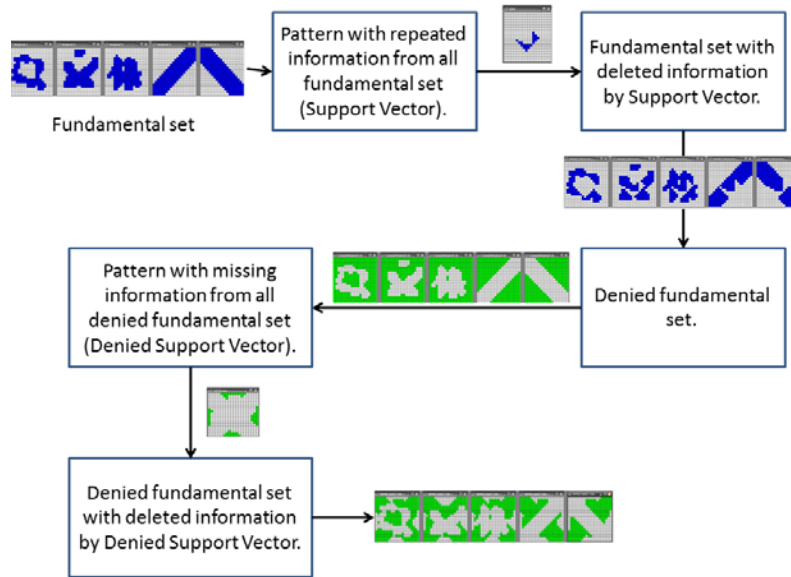 Fundamental set
Pattern with repeated
information from all
fundamental set
(Support Vector).
Fundamental set with
deleted information
by Support Vector.
Denied fundamental
set.
Pattern with missing
information from all
denied fundamental set
(Denied Support Vector).
Denied fundamental set
with deleted information
by Denied Support Vector.